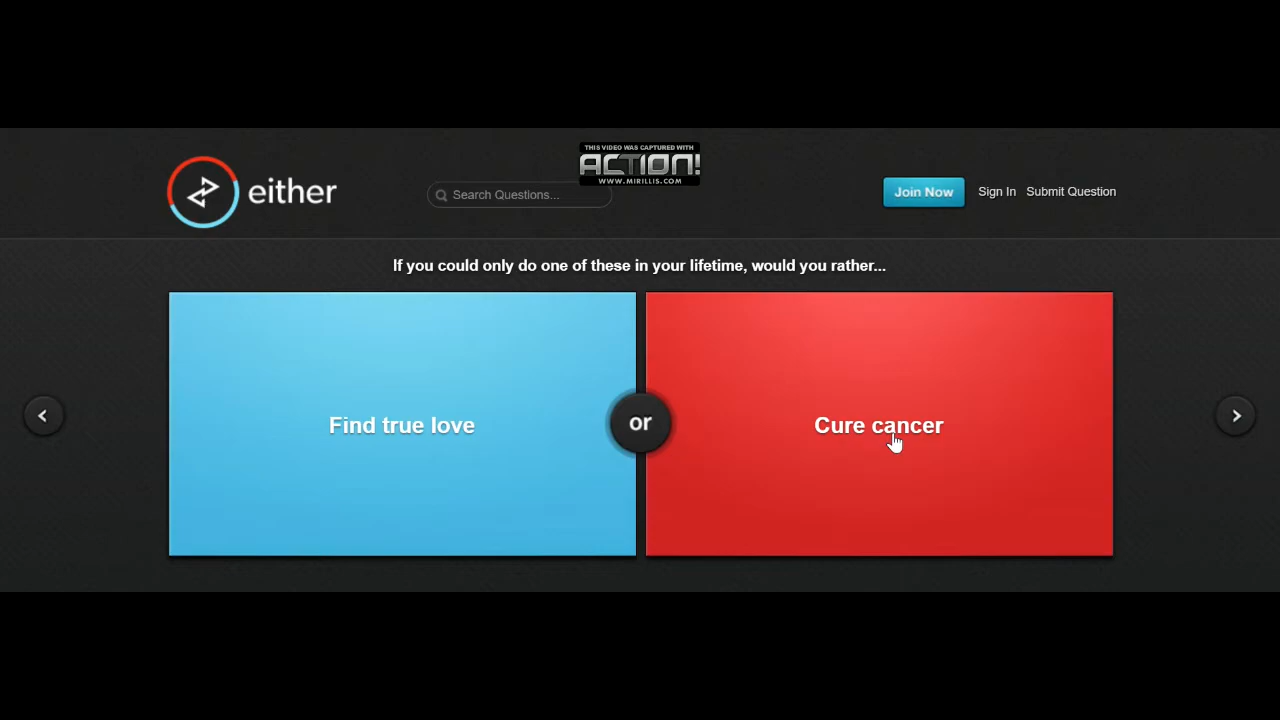 THIS VIDEO WAS CAPTURED WITH
ACTION!
WWW.MIRILLIS.COM
either
Search Questions...
Join Now
Sign In
Submit Question
If you could only do one of these in your lifetime, would you rather...
Find true love
or
Cure cancer